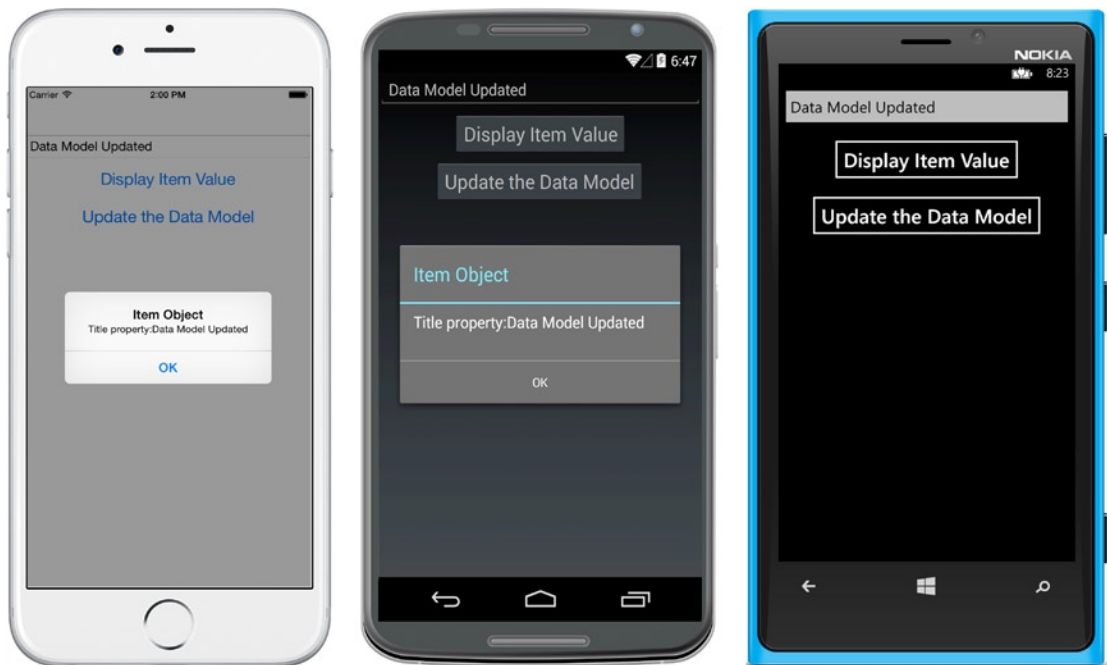 Carrier
2:00 PM
Data Model Updated
Display Item Value
Update the Data Model
Item Object
Title property:Data Model Updated
OK
6:47
Data Model Updated
Display Item Value
Update the Data Model
Item Object
Title property:Data Model Updated
OK
NOKIA
8:23
Data Model Updated
Display Item Value
Update the Data Model